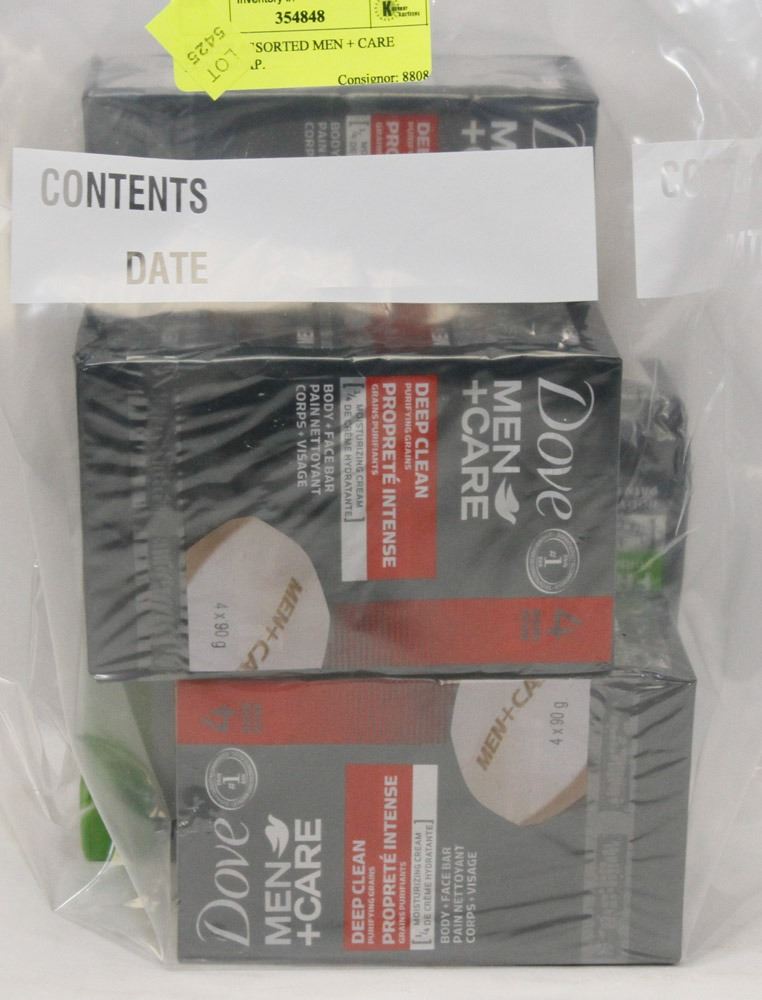 354848
MEN + CARE
Consignor: 8808
5425
LOT
CONTENTS
DATE
Dove
MEN
+CARE
DEEP CLEAN
PURIFYING GRAINS
PROPRETÉ INTENSE
GRAINS PURIFIANTS
[1/4 MOISTURIZING CREAM
DE CRÈME HYDRATANTE]
BODY + FACE BAR
PAIN NETTOYANT
CORPS + VISAGE
#1
4
4 x 90 g
MEN+CA
4
4 x 90 g
MEN+CA
#1
Dove
MEN
+CARE
DEEP CLEAN
PURIFYING GRAINS
PROPRETÉ INTENSE
GRAINS PURIFIANTS
[1/4 MOISTURIZING CREAM
DE CRÈME HYDRATANTE]
BODY + FACE BAR
PAIN NETTOYANT
CORPS + VISAGE